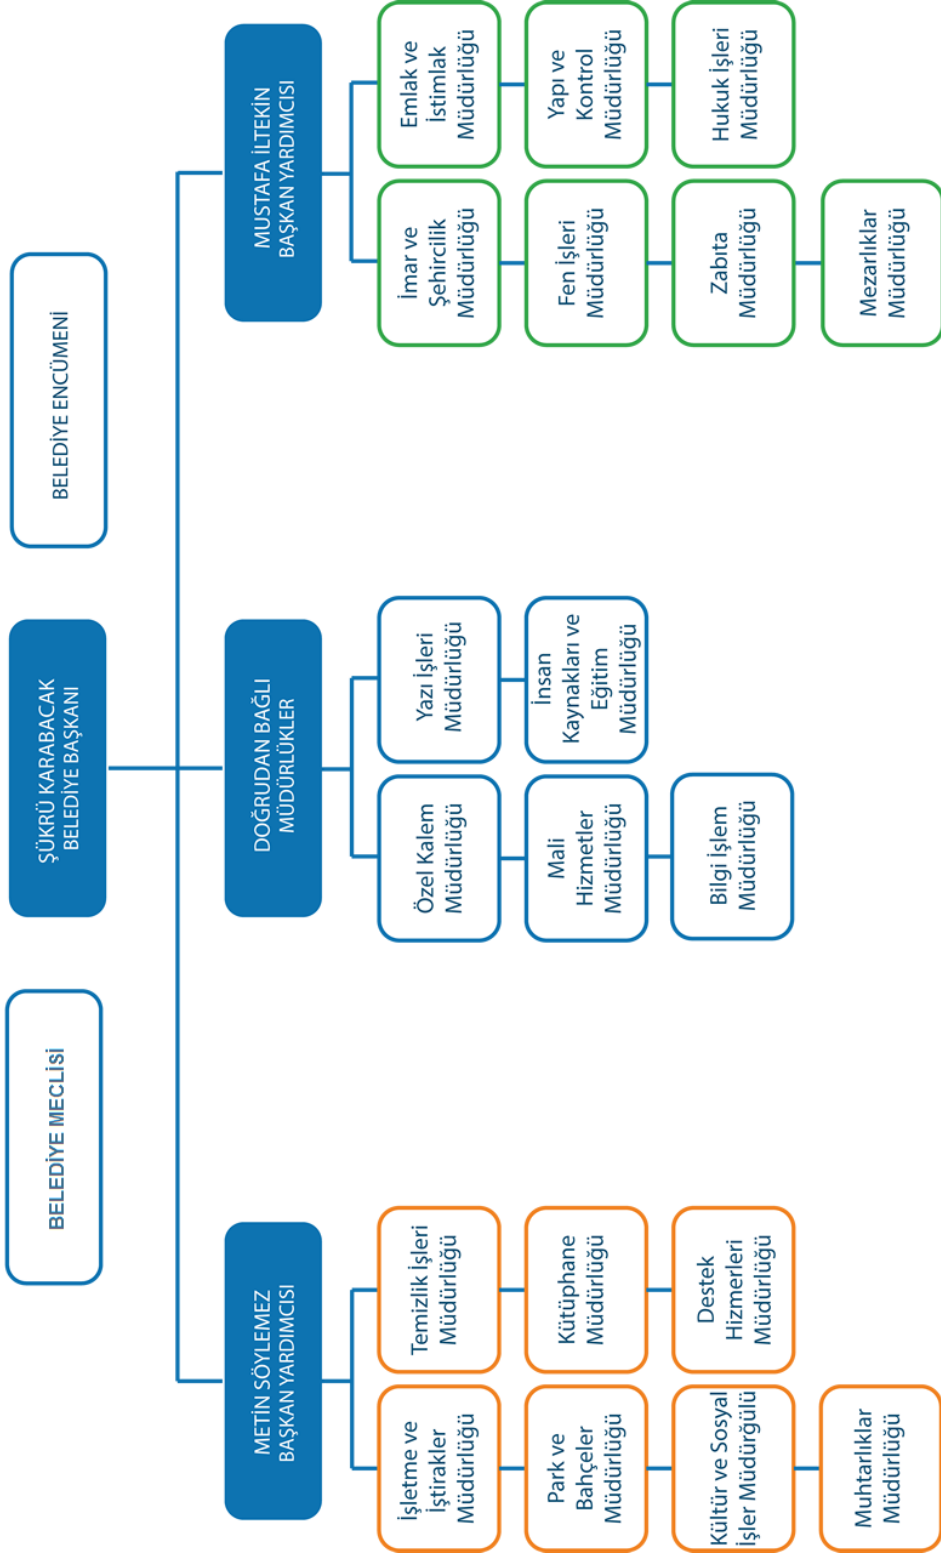 BELEDİYE MECLİSİ
ŞÜKRÜ KARABACAK
BELEDİYE BAŞKANI
BELEDİYE ENCÜMENİ
METİN SÖYLEMEZ
BAŞKAN YARDIMCISI
DOĞRUDAN BAĞLI
MÜDÜRLÜKLER
MUSTAFA İLTEKİN
BAŞKAN YARDIMCISI
İşletme ve
İştirakler
Müdürlüğü
Temizlik İşleri
Müdürlüğü
Park ve
Bahçeler
Müdürlüğü
Kütüphane
Müdürlüğü
Kültür ve Sosyal
İşler Müdürğülü
Destek
Hizmerleri
Müdürlüğü
Muhtarlıklar
Müdürlüğü
Özel Kalem
Müdürlüğü
Yazı İşleri
Müdürlüğü
Mali
Hizmetler
Müdürlüğü
İnsan
Kaynakları ve
Eğitim
Müdürlüğü
Bilgi İşlem
Müdürlüğü
İmar ve
Şehircilik
Müdürlüğü
Emlak ve
İstimlak
Müdürlüğü
Fen İşleri
Müdürlüğü
Yapı ve
Kontrol
Müdürlüğü
Zabıta
Müdürlüğü
Hukuk İşleri
Müdürlüğü
Mezarlıklar
Müdürlüğü